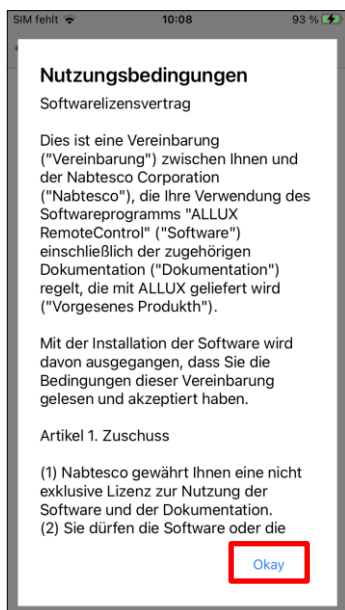 SIM fehlt 10:08 93 %
Nutzungsbedingungen
Softwarelizensvertrag
Dies ist eine Vereinbarung
("Vereinbarung") zwischen Ihnen und
der Nabtesco Corporation
("Nabtesco"), die Ihre Verwendung des
Softwareprogramms "ALLUX
RemoteControl" ("Software")
einschließlich der zugehörigen
Dokumentation ("Dokumentation")
regelt, die mit ALLUX geliefert wird
("Vorgesenes Produkth").
Mit der Installation der Software wird
davon ausgegangen, dass Sie die
Bedingungen dieser Vereinbarung
gelesen und akzeptiert haben.
Artikel 1. Zuschuss
(1) Nabtesco gewährt Ihnen eine nicht
exklusive Lizenz zur Nutzung der
Software und der Dokumentation.
(2) Sie dürfen die Software oder die
Okay